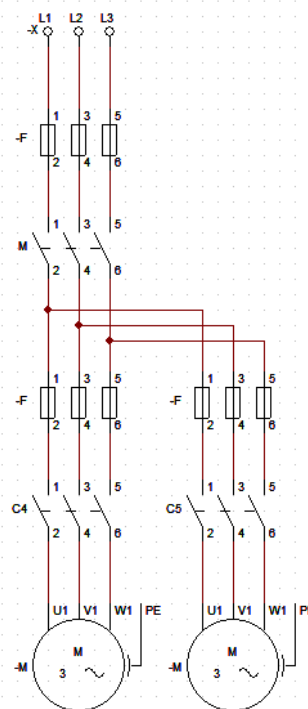 L1 L2 L3
-X
1 3 5
-F
2 4 6
1 3 5
M
2 4 6
1 3 5 1 3 5
-F -F
2 4 6 2 4 6
1 3 5 1 3 5
C4 C5
2 4 6 2 4 6
U1 V1 W1 PE U1 V1 W1
M M
-M 3 -M 3